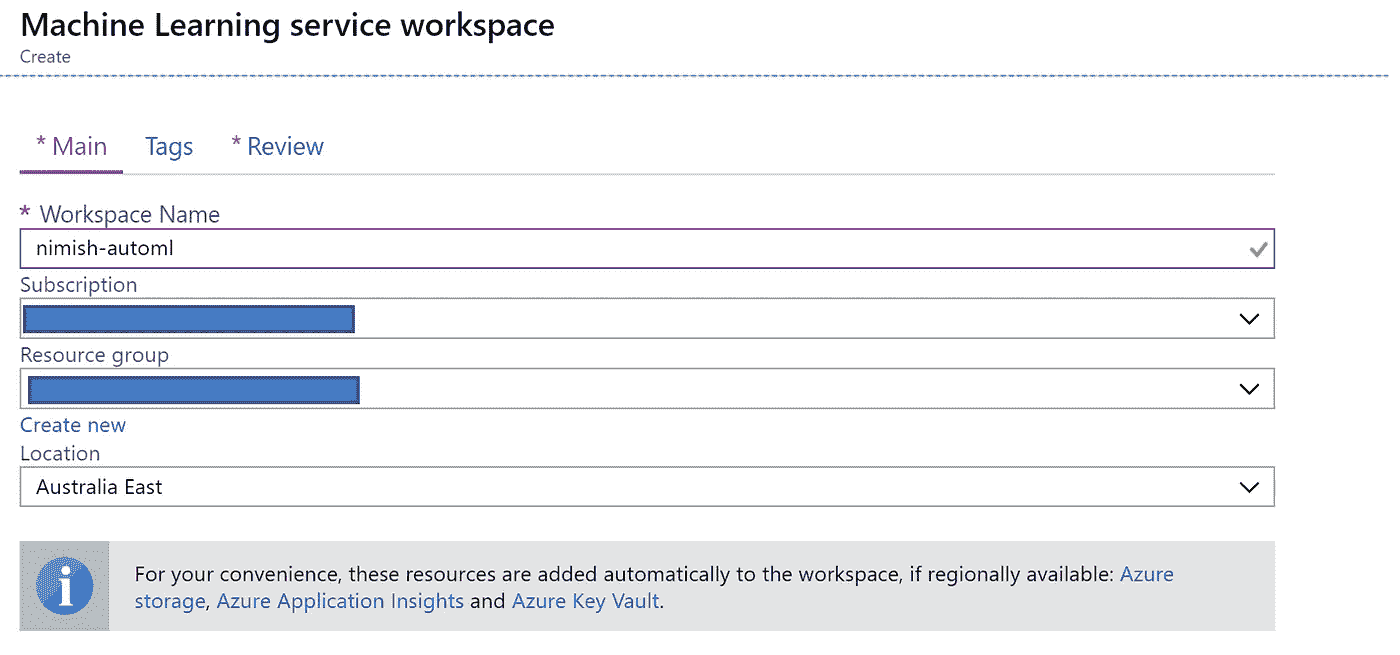 Machine Learning service workspace
Create
* Main Tags * Review
* Workspace Name
nimish-automl
Subscription
Resource group
Create new
Location
Australia East
For your convenience, these resources are added automatically to the workspace, if regionally available: Azure
storage, Azure Application Insights and Azure Key Vault.